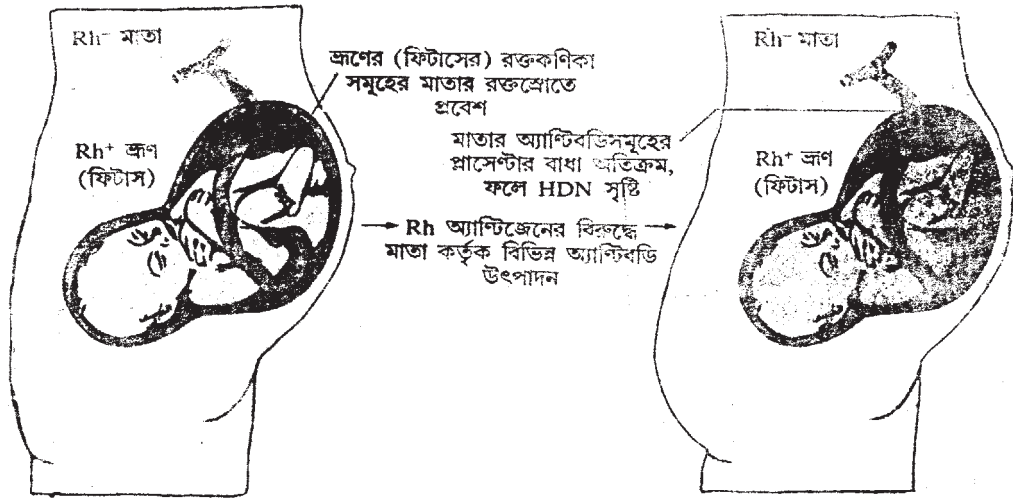 Rh⁻ মাতা
ভ্রূণের (ফিটাসের) রক্তকণিকা
সমূহের মাতার রক্তস্রোতে
প্রবেশ
Rh⁺ ভ্রূণ
(ফিটাস)
Rh⁻ মাতা
মাতার অ্যান্টিবডিসমূহের
প্লাসেন্টার বাধা অতিক্রম,
ফলে HDN সৃষ্টি
Rh⁺ ভ্রূণ
(ফিটাস)
Rh অ্যান্টিজেনের বিরুদ্ধে
মাতা কর্তৃক বিভিন্ন অ্যান্টিবডি
উৎপাদন